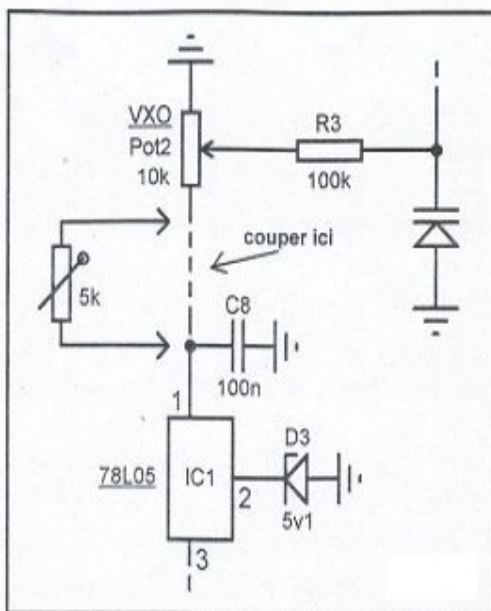 VXO
Pot2
10k
R3
100k
couper ici
5k
C8
100n
1
78L05
IC1
2
D3
5v1
3